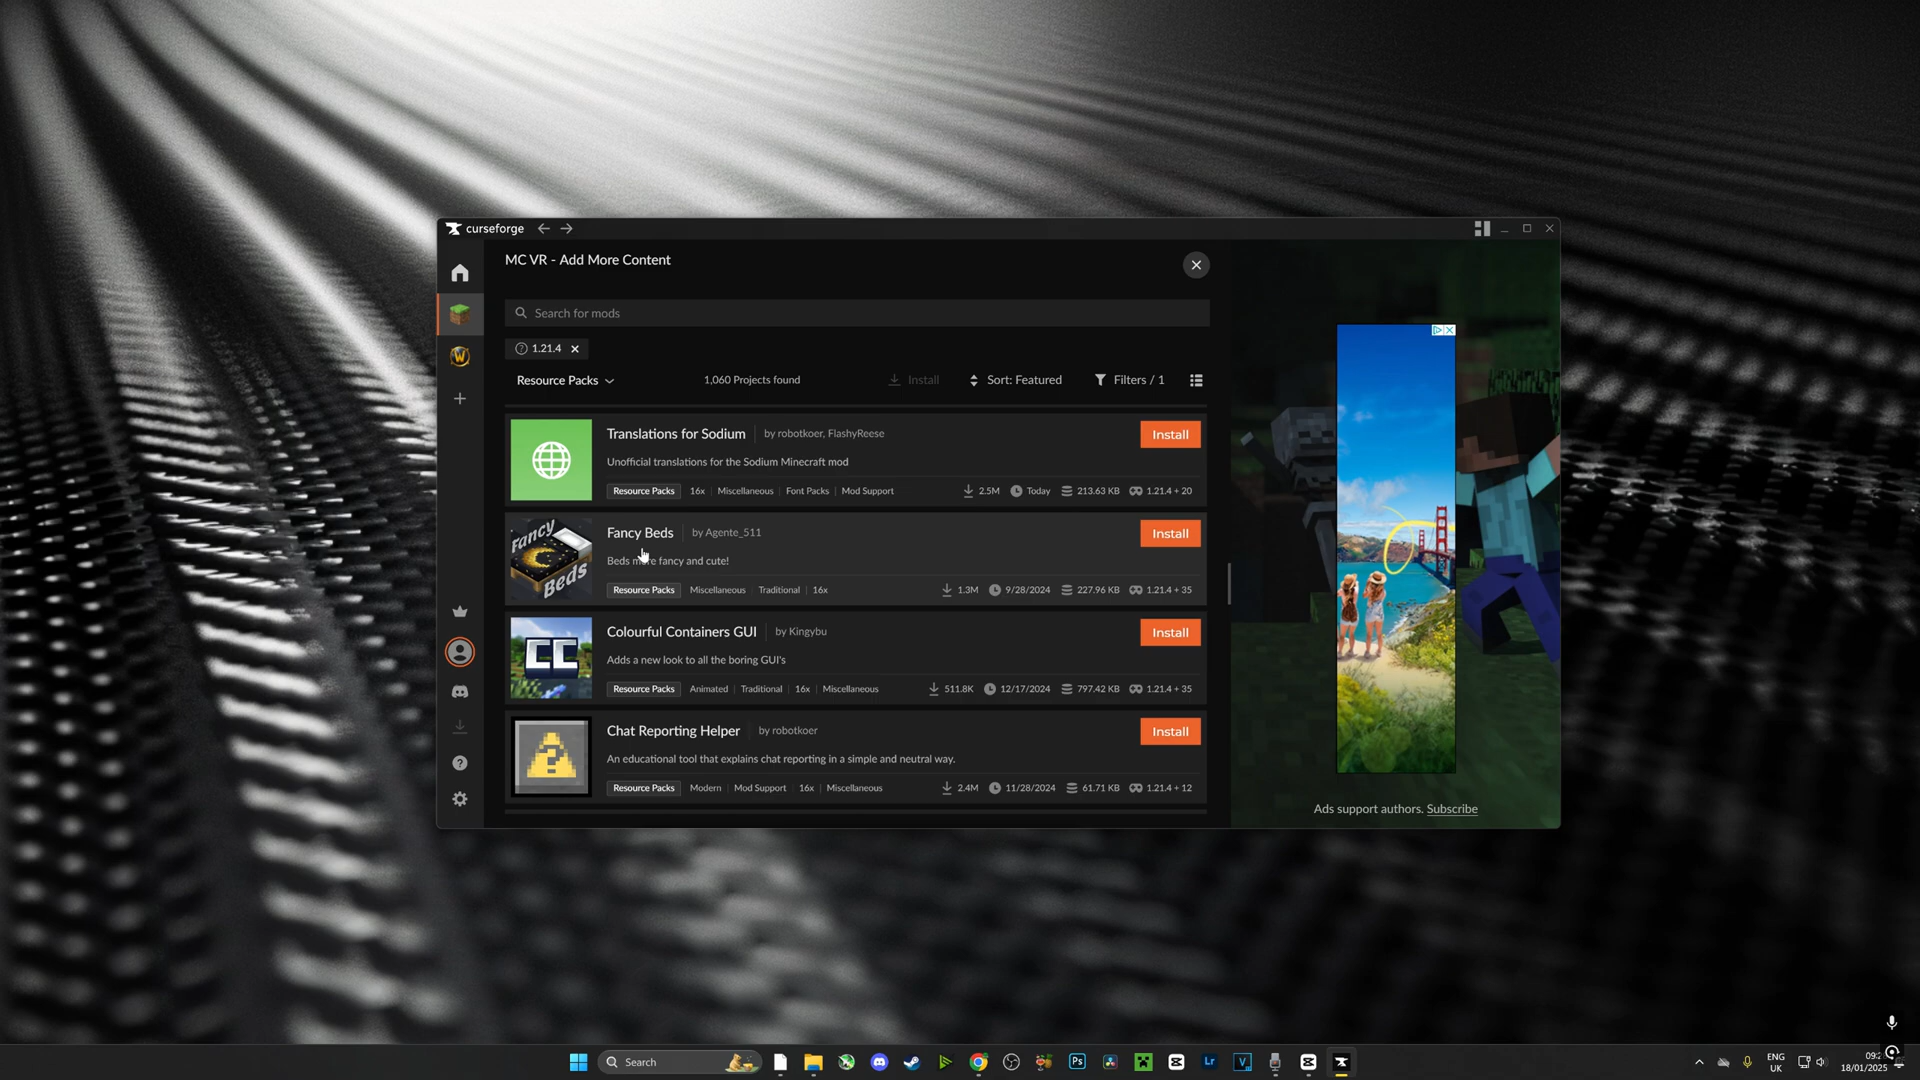 curseforge
MC VR - Add More Content
Search for mods
1.21.4
Resource Packs
1,060 Projects found
Install
Sort: Featured
Filters / 1
Translations for Sodium
by robotkoer, FlashyReese
Install
Unofficial translations for the Sodium Minecraft mod
Resource Packs 16x Miscellaneous Font Packs Mod Support 2.5M Today 213.63 KB 1.21.4 + 20
Fancy Beds
Fancy Beds
by Agente_511
Install
Resource Packs Miscellaneous Traditional 16x 1.3M 9/28/2024 227.96 KB 1.21.4 + 35
CC
Colourful Containers GUI
by Kingybu
Install
Adds a new look to all the boring GUI's
Resource Packs Animated Traditional 16x Miscellaneous 511.8K 12/17/2024 797.42 KB 1.21.4 + 35
Chat Reporting Helper
by robotkoer
Install
An educational tool that explains chat reporting in a simple and neutral way.
Resource Packs Modern Mod Support 16x Miscellaneous 2.4M 11/28/2024 61.71 KB 1.21.4 + 12
Ads support authors. Subscribe
Search
Ps
Lr
V
ENG
UK
18/01/2025